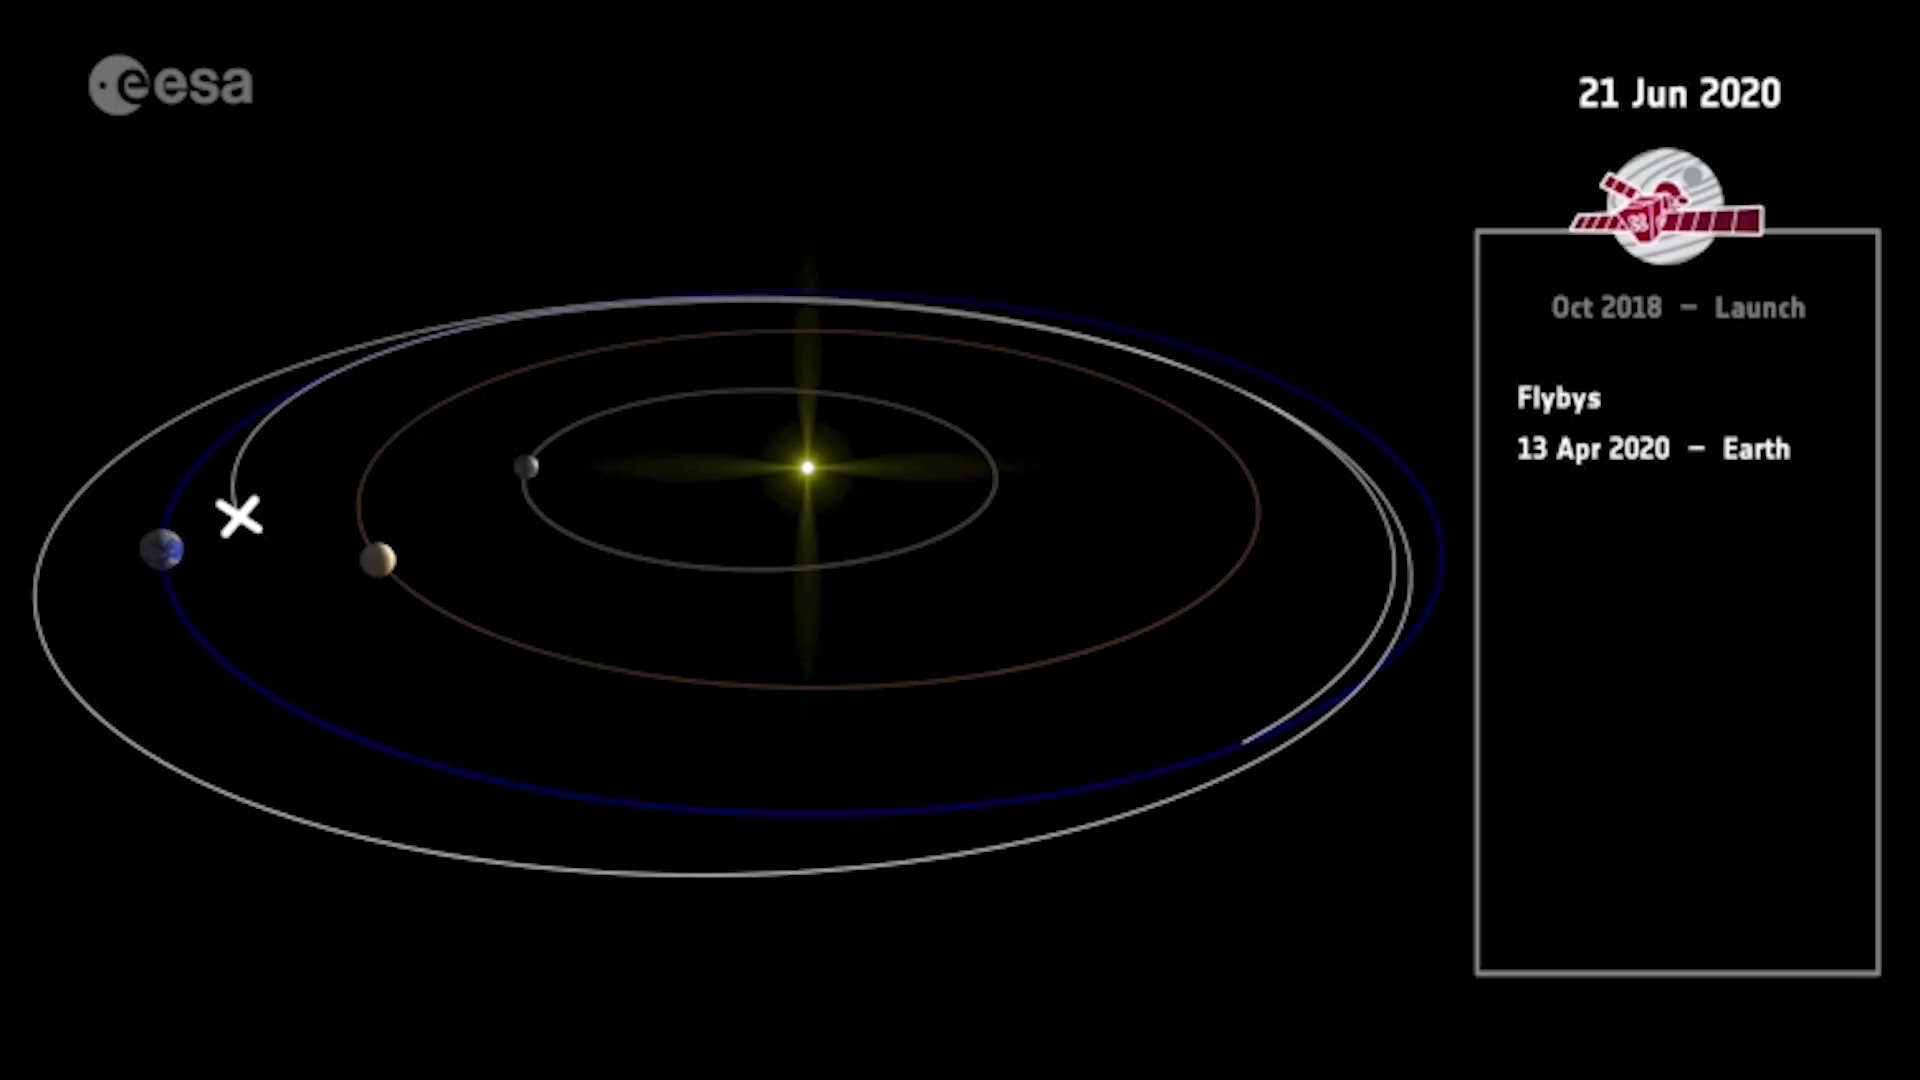 esa
21 Jun 2020
Oct 2018 – Launch
Flybys
13 Apr 2020 – Earth